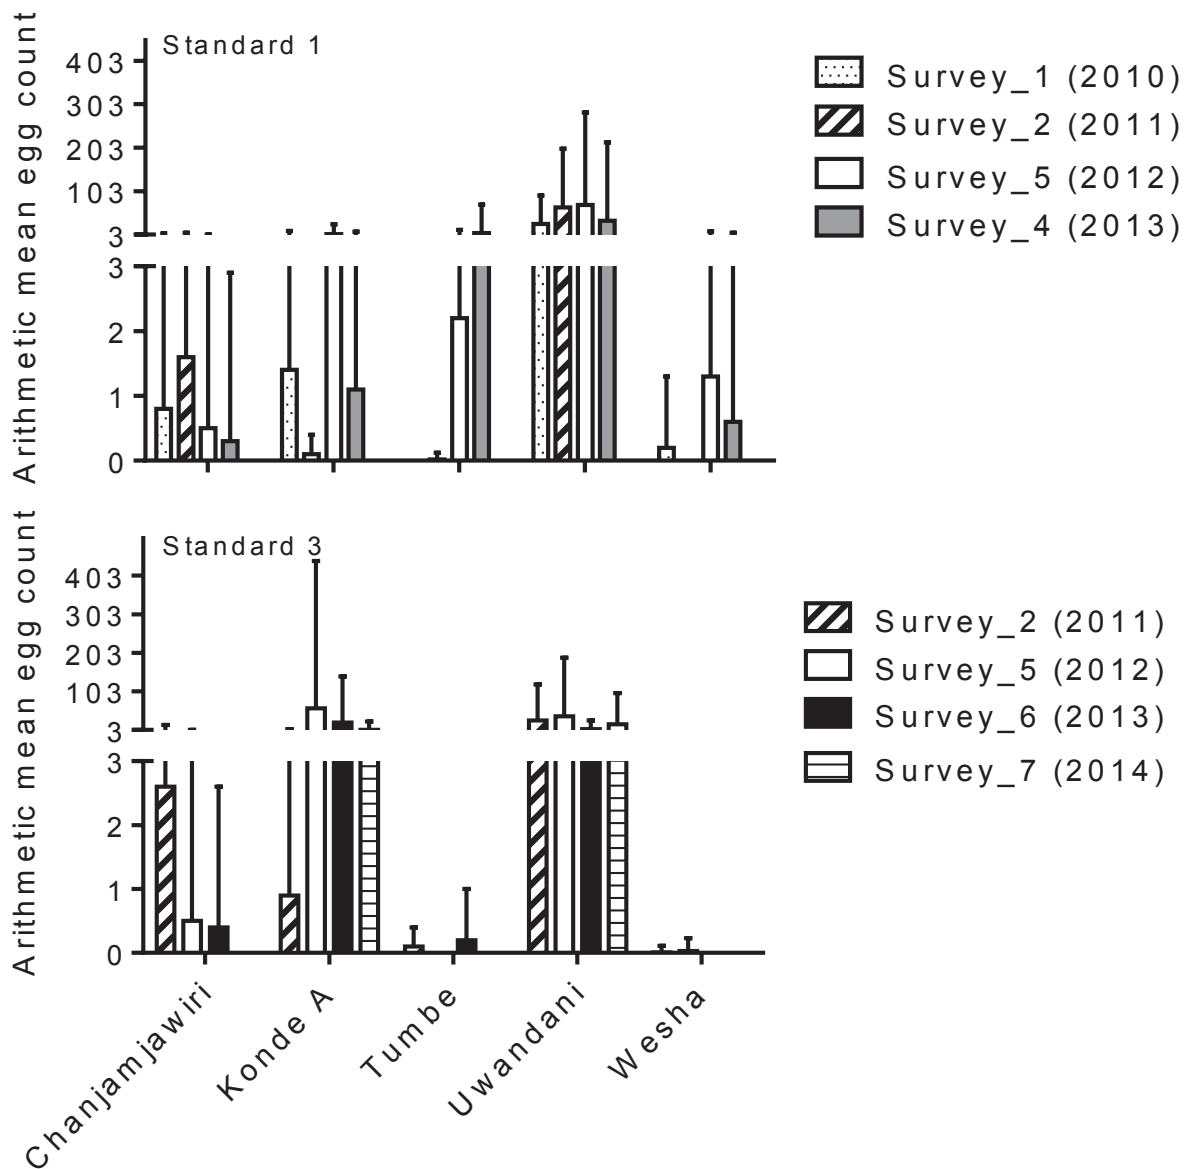 Arithmetic mean egg count
Standard 1
403
303
203
103
3
3
2
1
0
Survey_1 (2010)
Survey_2 (2011)
Survey_5 (2012)
Survey_4 (2013)
Arithmetic mean egg count
Standard 3
403
303
203
103
3
3
2
1
0
Survey_2 (2011)
Survey_5 (2012)
Survey_6 (2013)
Survey_7 (2014)
Chanjamjawiri
Konde A
Tumbe
Uwandani
Wesha